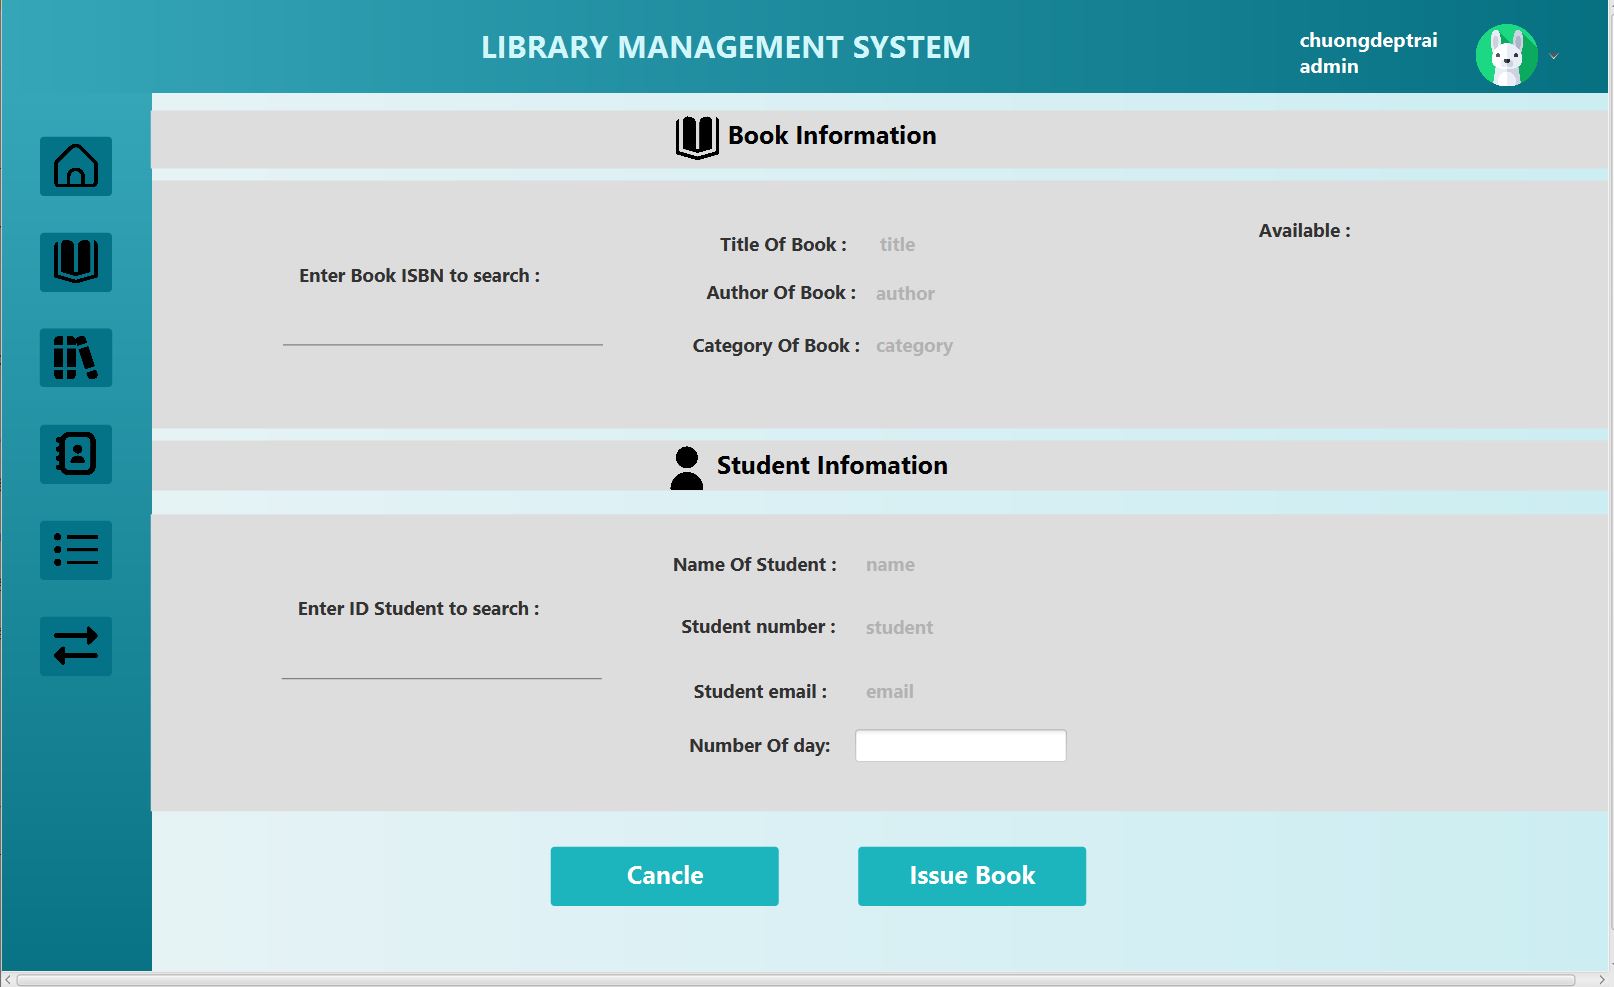 LIBRARY MANAGEMENT SYSTEM
chuongdeptrai
admin
Book Information
Enter Book ISBN to search :
Title Of Book : title
Author Of Book : author
Category Of Book : category
Available :
Student Infomation
Enter ID Student to search :
Name Of Student : name
Student number : student
Student email : email
Number Of day:
Cancle
Issue Book